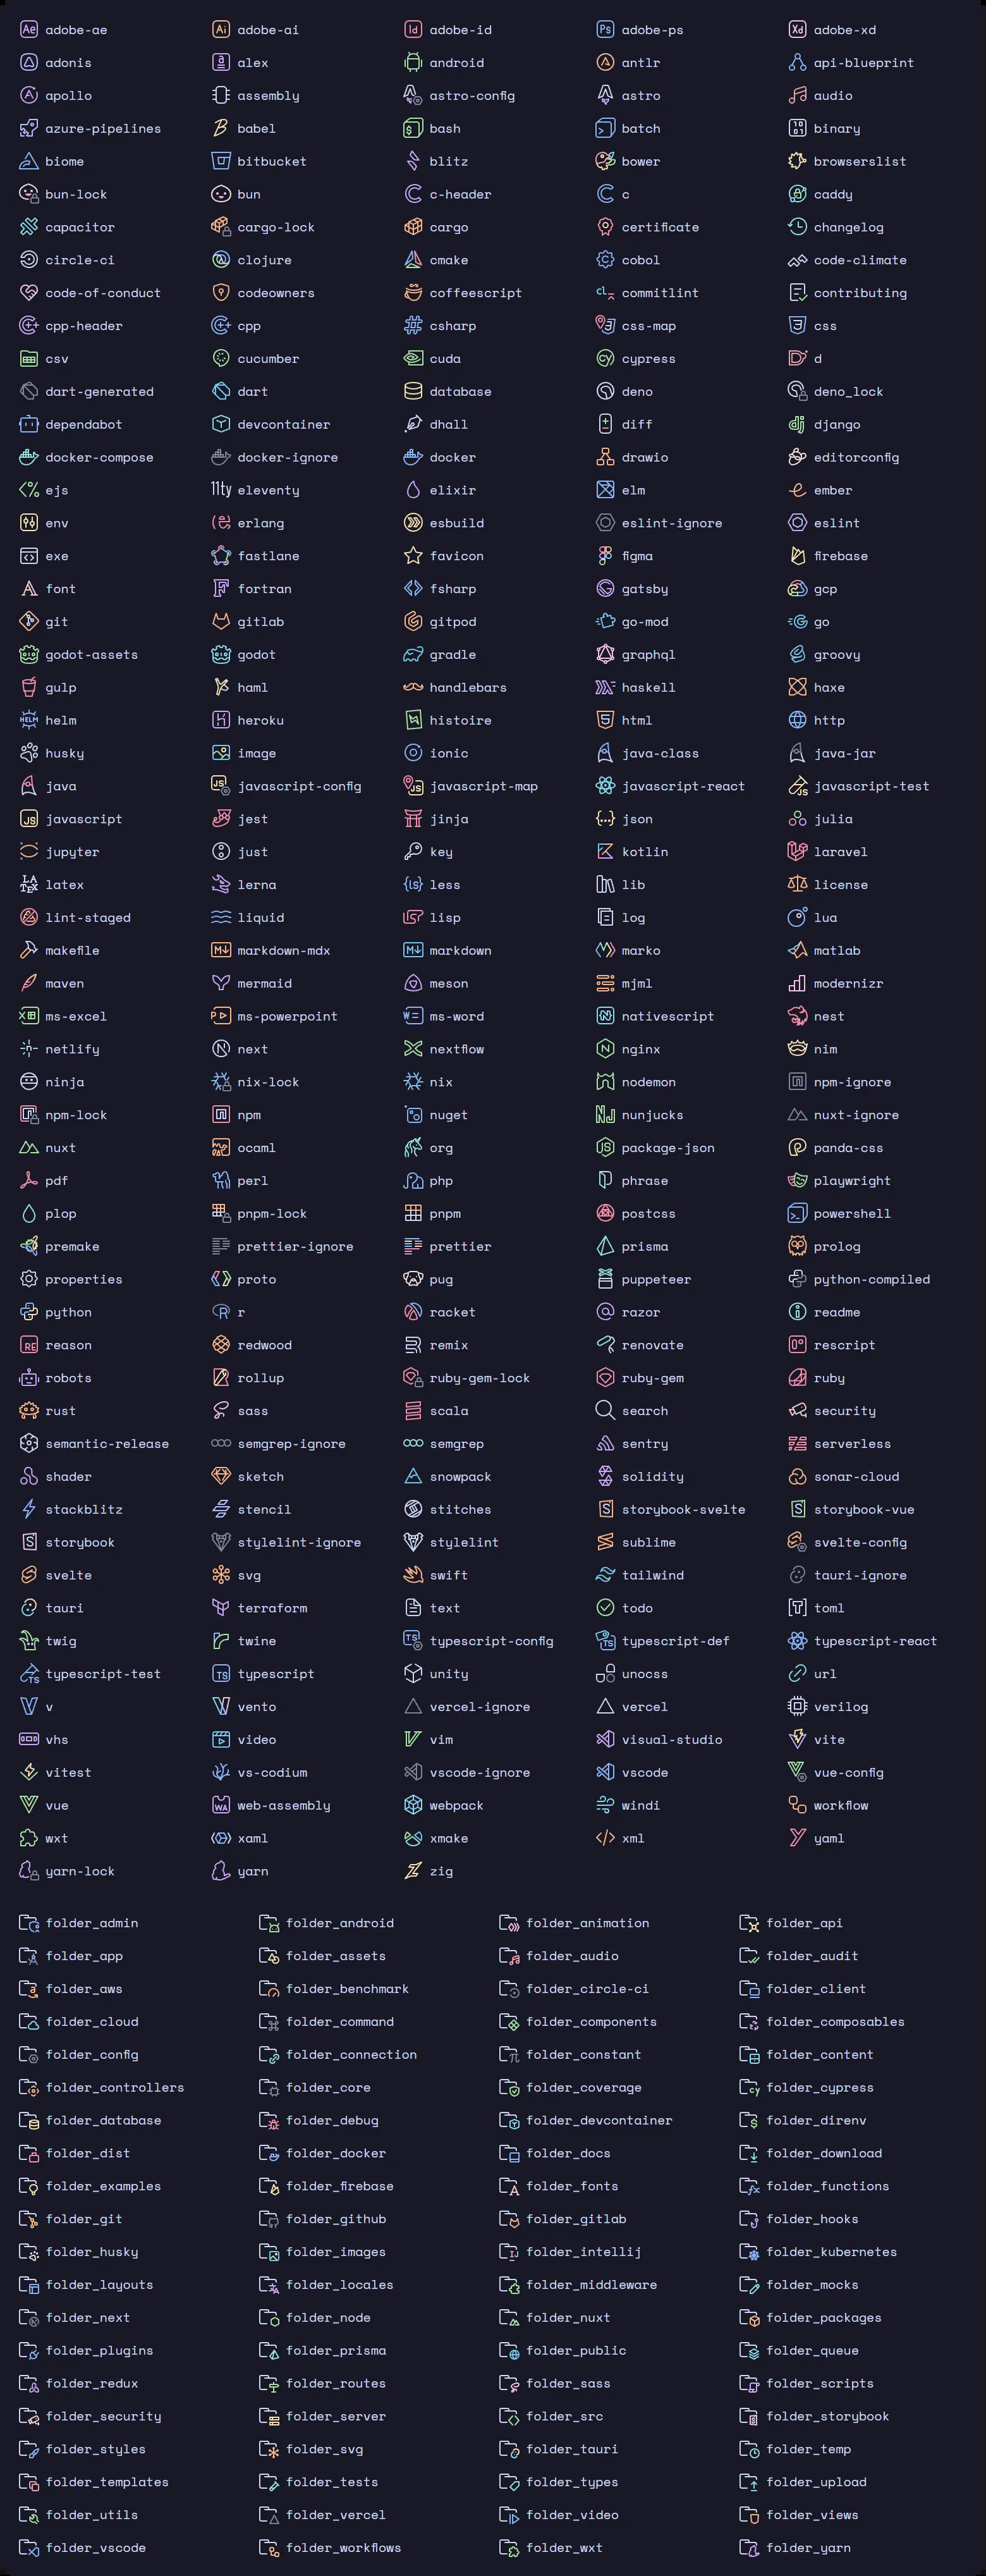 adobe-ae adobe-ai adobe-id adobe-ps adobe-xd
adonis alex android antlr api-blueprint
apollo assembly astro-config astro audio
azure-pipelines babel bash batch binary
biome bitbucket blitz bower browserslist
bun-lock bun c-header c caddy
capacitor cargo-lock cargo certificate changelog
circle-ci clojure cmake cobol code-climate
code-of-conduct codeowners coffeescript commitlint contributing
cpp-header cpp csharp css-map css
csv cucumber cuda cypress d
dart-generated dart database deno deno_lock
dependabot devcontainer dhall diff django
docker-compose docker-ignore docker drawio editorconfig
ejs eleventy elixir elm ember
env erlang esbuild eslint-ignore eslint
exe fastlane favicon figma firebase
font fortran fsharp gatsby gcp
git gitlab gitpod go-mod go
godot-assets godot gradle graphql groovy
gulp haml handlebars haskell haxe
helm heroku histoire html http
husky image ionic java-class java-jar
java javascript-config javascript-map javascript-react javascript-test
javascript jest jinja json julia
jupyter just key kotlin laravel
latex lerna less lib license
lint-staged liquid lisp log lua
makefile markdown-mdx markdown marko matlab
maven mermaid meson mjml modernizr
ms-excel ms-powerpoint ms-word nativescript nest
netlify next nextflow nginx nim
ninja nix-lock nix nodemon npm-ignore
npm-lock npm nuget nunjucks nuxt-ignore
nuxt ocaml org package-json panda-css
pdf perl php phrase playwright
plop pnpm-lock pnpm postcss powershell
premake prettier-ignore prettier prisma prolog
properties proto pug puppeteer python-compiled
python r racket razor readme
reason redwood remix renovate rescript
robots rollup ruby-gem-lock ruby-gem ruby
rust sass scala search security
semantic-release semgrep-ignore semgrep sentry serverless
shader sketch snowpack solidity sonar-cloud
stackblitz stencil stitches storybook-svelte storybook-vue
storybook stylelint-ignore stylelint sublime svelte-config
svelte svg swift tailwind tauri-ignore
tauri terraform text todo toml
twig twine typescript-config typescript-def typescript-react
typescript-test typescript unity unocss url
v vento vercel-ignore vercel verilog
vhs video vim visual-studio vite
vitest vs-codium vscode-ignore vscode vue-config
vue web-assembly webpack windi workflow
wxt xaml xmake xml yaml
yarn-lock yarn zig
folder_admin folder_android folder_animation folder_api
folder_app folder_assets folder_audio folder_audit
folder_aws folder_benchmark folder_circle-ci folder_client
folder_cloud folder_command folder_components folder_composables
folder_config folder_connection folder_constant folder_content
folder_controllers folder_core folder_coverage folder_cypress
folder_database folder_debug folder_devcontainer folder_direnv
folder_dist folder_docker folder_docs folder_download
folder_examples folder_firebase folder_fonts folder_functions
folder_git folder_github folder_gitlab folder_hooks
folder_husky folder_images folder_intellij folder_kubernetes
folder_layouts folder_locales folder_middleware folder_mocks
folder_next folder_node folder_nuxt folder_packages
folder_plugins folder_prisma folder_public folder_queue
folder_redux folder_routes folder_sass folder_scripts
folder_security folder_server folder_src folder_storybook
folder_styles folder_svg folder_tauri folder_temp
folder_templates folder_tests folder_types folder_upload
folder_utils folder_vercel folder_video folder_views
folder_vscode folder_workflows folder_wxt folder_yarn